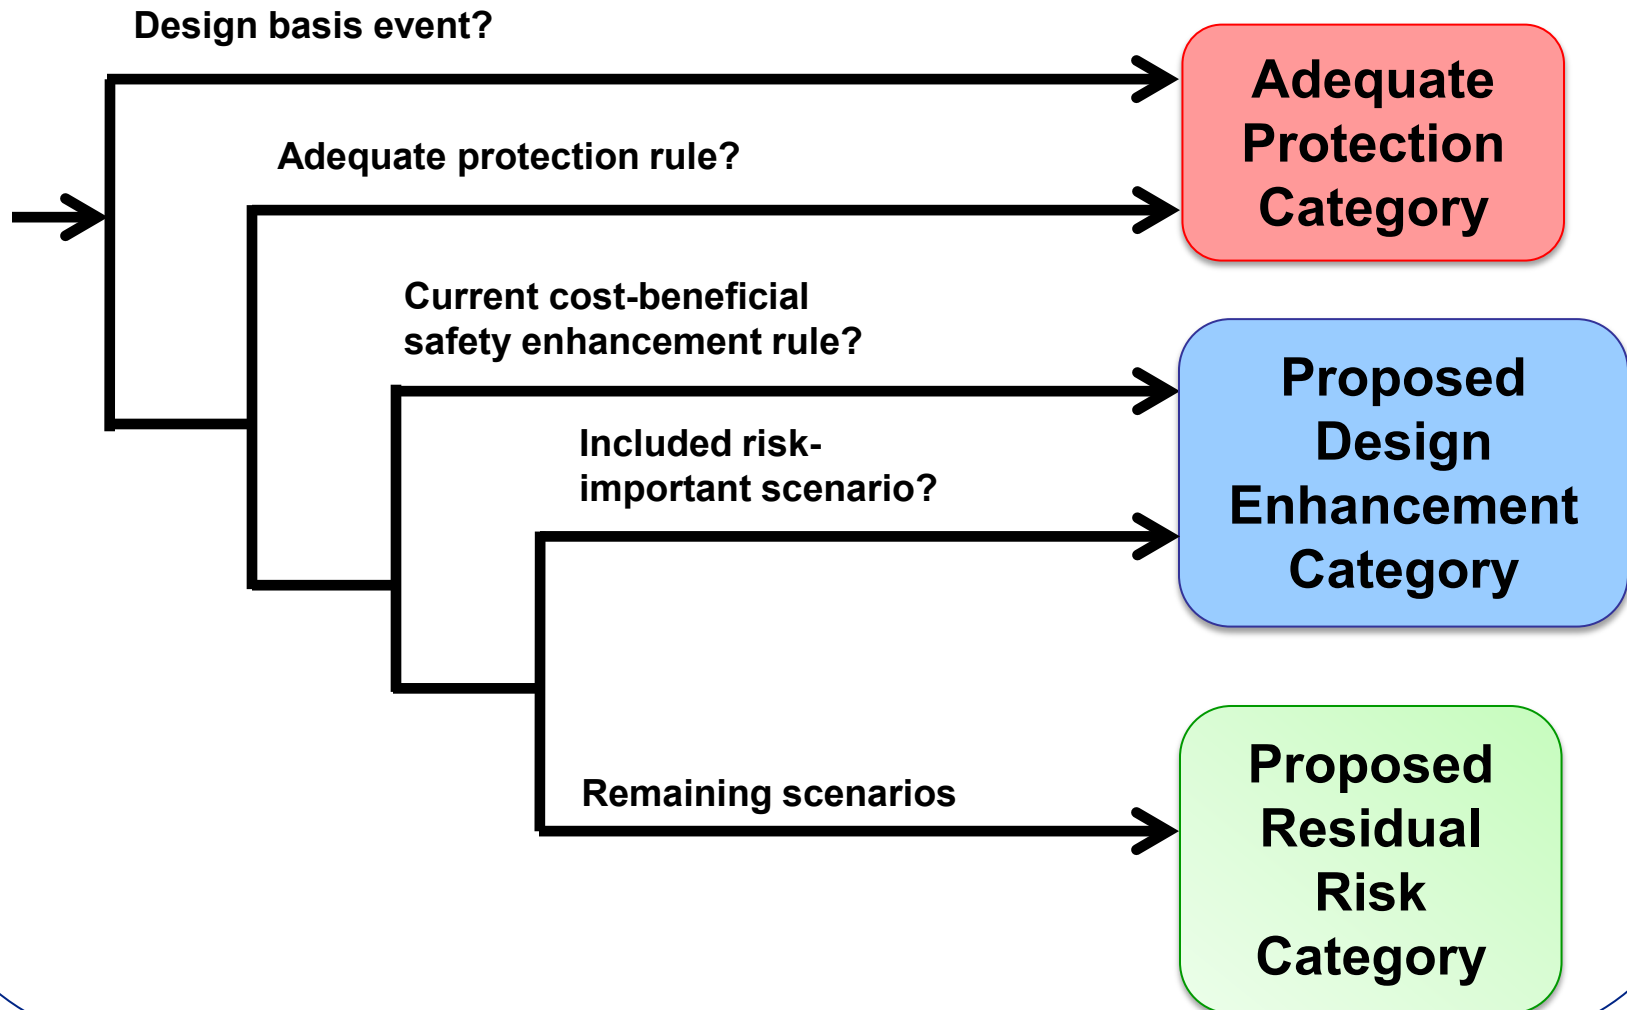 Design basis event?
Adequate protection rule?
Current cost-beneficial
safety enhancement rule?
Included risk-
important scenario?
Remaining scenarios
Adequate
Protection
Category
Proposed
Design
Enhancement
Category
Proposed
Residual
Risk
Category